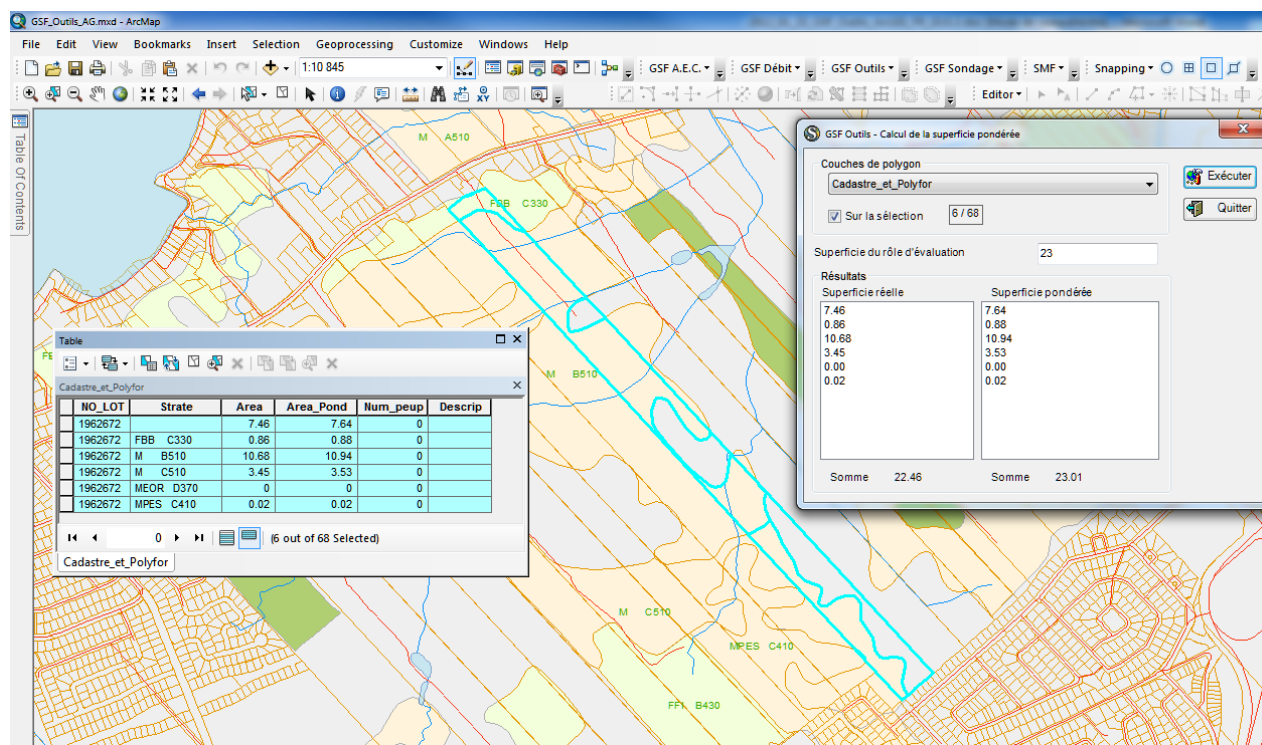 GSF_Outils_AG.mxd - ArcMap
File Edit View Bookmarks Insert Selection Geoprocessing Customize Windows Help
1:10 845 GSF A.E.C. GSF Débit GSF Outils GSF Sondage SMF Snapping
Editor
Table Of Contents
M A510
FBB C330
M B510
M C510
MPES C410
FF1 B430
GSF Outils - Calcul de la superficie pondérée
Couches de polygon
Cadastre_et_Polyfor
Exécuter
Sur la sélection 6 / 68
Quitter
Superficie du rôle d'évaluation 23
Résultats
Superficie réelle Superficie pondérée
7.46 7.64
0.86 0.88
10.68 10.94
3.45 3.53
0.00 0.00
0.02 0.02
Somme 22.46 Somme 23.01
Table
Cadastre_et_Polyfor
NO_LOT Strate Area Area_Pond Num_peup Descrip
1962672 7.46 7.64 0
1962672 FBB C330 0.86 0.88 0
1962672 M B510 10.68 10.94 0
1962672 M C510 3.45 3.53 0
1962672 MEOR D370 0 0 0
1962672 MPES C410 0.02 0.02 0
0 (6 out of 68 Selected)
Cadastre_et_Polyfor